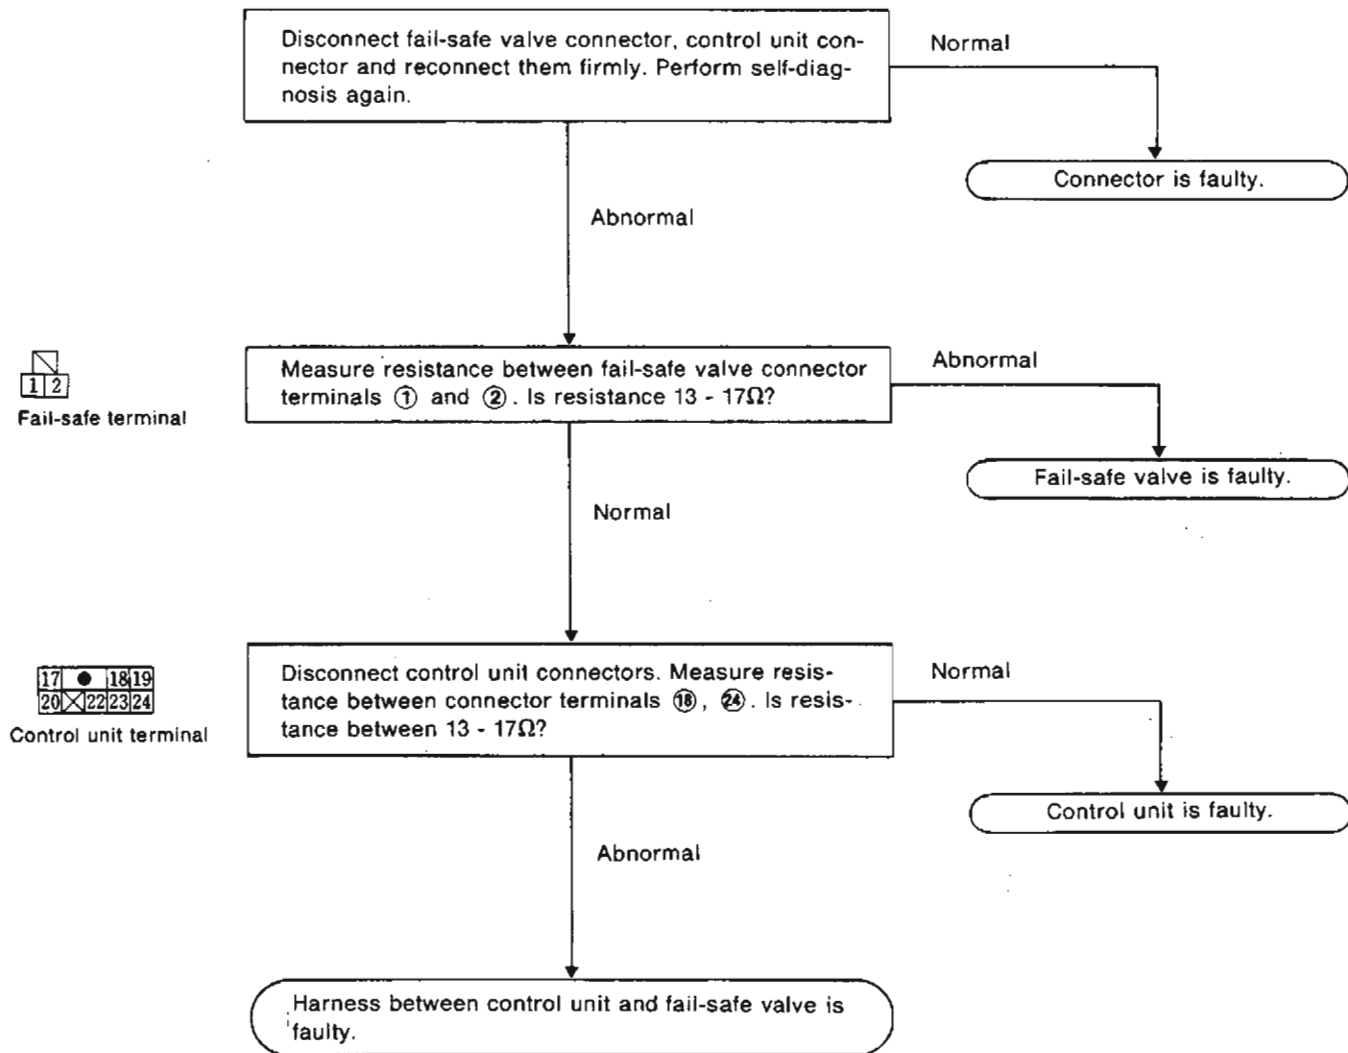 Disconnect fail-safe valve connector, control unit con-
nector and reconnect them firmly. Perform self-diag-
nosis again.
Normal
Connector is faulty.
Abnormal
1 2
Fail-safe terminal
Measure resistance between fail-safe valve connector
terminals ① and ②. Is resistance 13 - 17Ω?
Abnormal
Fail-safe valve is faulty.
Normal
17 ● 18 19
20 22 23 24
Control unit terminal
Disconnect control unit connectors. Measure resis-
tance between connector terminals ⑱, ㉔. Is resis-
tance between 13 - 17Ω?
Normal
Control unit is faulty.
Abnormal
Harness between control unit and fail-safe valve is
faulty.